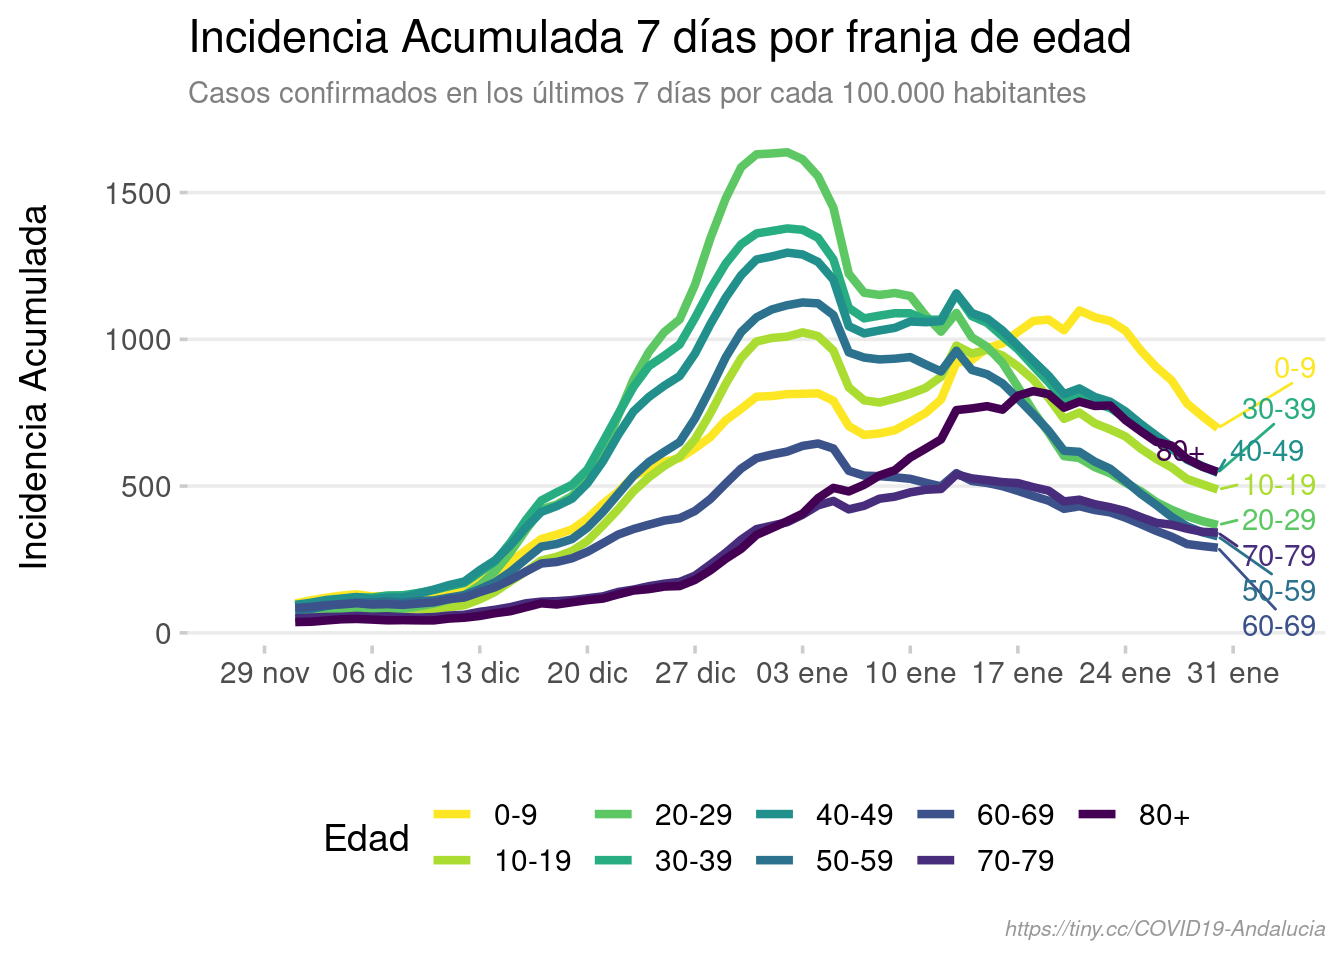 Incidencia Acumulada 7 días por franja de edad
Casos confirmados en los últimos 7 días por cada 100.000 habitantes
Incidencia Acumulada
1500
1000
500
0
0-9
30-39
80+
40-49
10-19
20-29
70-79
50-59
60-69
29 nov 06 dic 13 dic 20 dic 27 dic 03 ene 10 ene 17 ene 24 ene 31 ene
Edad
0-9 20-29 40-49 60-69 80+
10-19 30-39 50-59 70-79
https://tiny.cc/COVID19-Andalucia